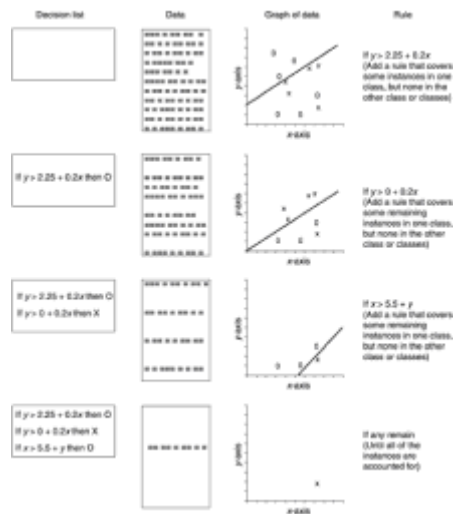 Decision list
Data
Graph of data
Rule
y-axis
x-axis
If y > 2.25 + 0.2x
(Add a rule that covers
some instances in one
class, but none in the
other class or classes)
If y > 2.25 + 0.2x then O
y-axis
x-axis
If y > 0 + 0.2x
(Add a rule that covers
some remaining
instances in one class,
but none in the other
class or classes)
If y > 2.25 + 0.2x then O
If y > 0 + 0.2x then X
y-axis
x-axis
If x > 5.5 + y
(Add a rule that covers
some remaining
instances in one class,
but none in the other
class or classes)
If y > 2.25 + 0.2x then O
If y > 0 + 0.2x then X
If x > 5.5 + y then O
y-axis
x-axis
If any remain
(Until all of the
instances are
accounted for)